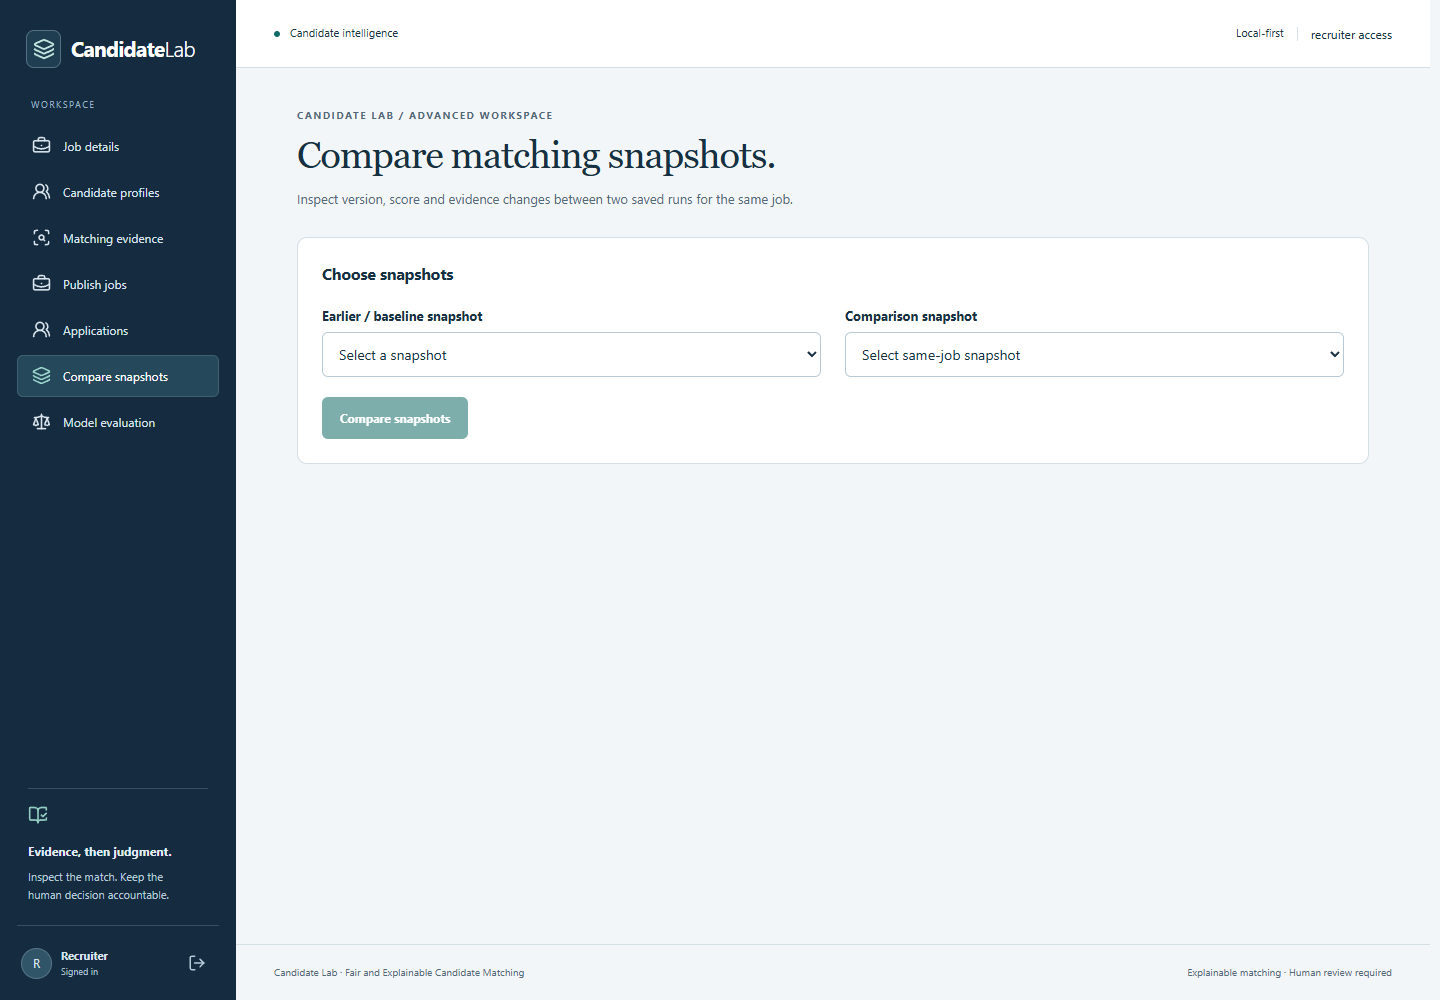 CandidateLab
WORKSPACE
Job details
Candidate profiles
Matching evidence
Publish jobs
Applications
Compare snapshots
Model evaluation
Evidence, then judgment.
Inspect the match. Keep the
human decision accountable.
R
Recruiter
Signed in
Candidate intelligence
Local-first
recruiter access
CANDIDATE LAB / ADVANCED WORKSPACE
Compare matching snapshots.
Inspect version, score and evidence changes between two saved runs for the same job.
Choose snapshots
Earlier / baseline snapshot
Select a snapshot
Comparison snapshot
Select same-job snapshot
Compare snapshots
Candidate Lab · Fair and Explainable Candidate Matching
Explainable matching · Human review required